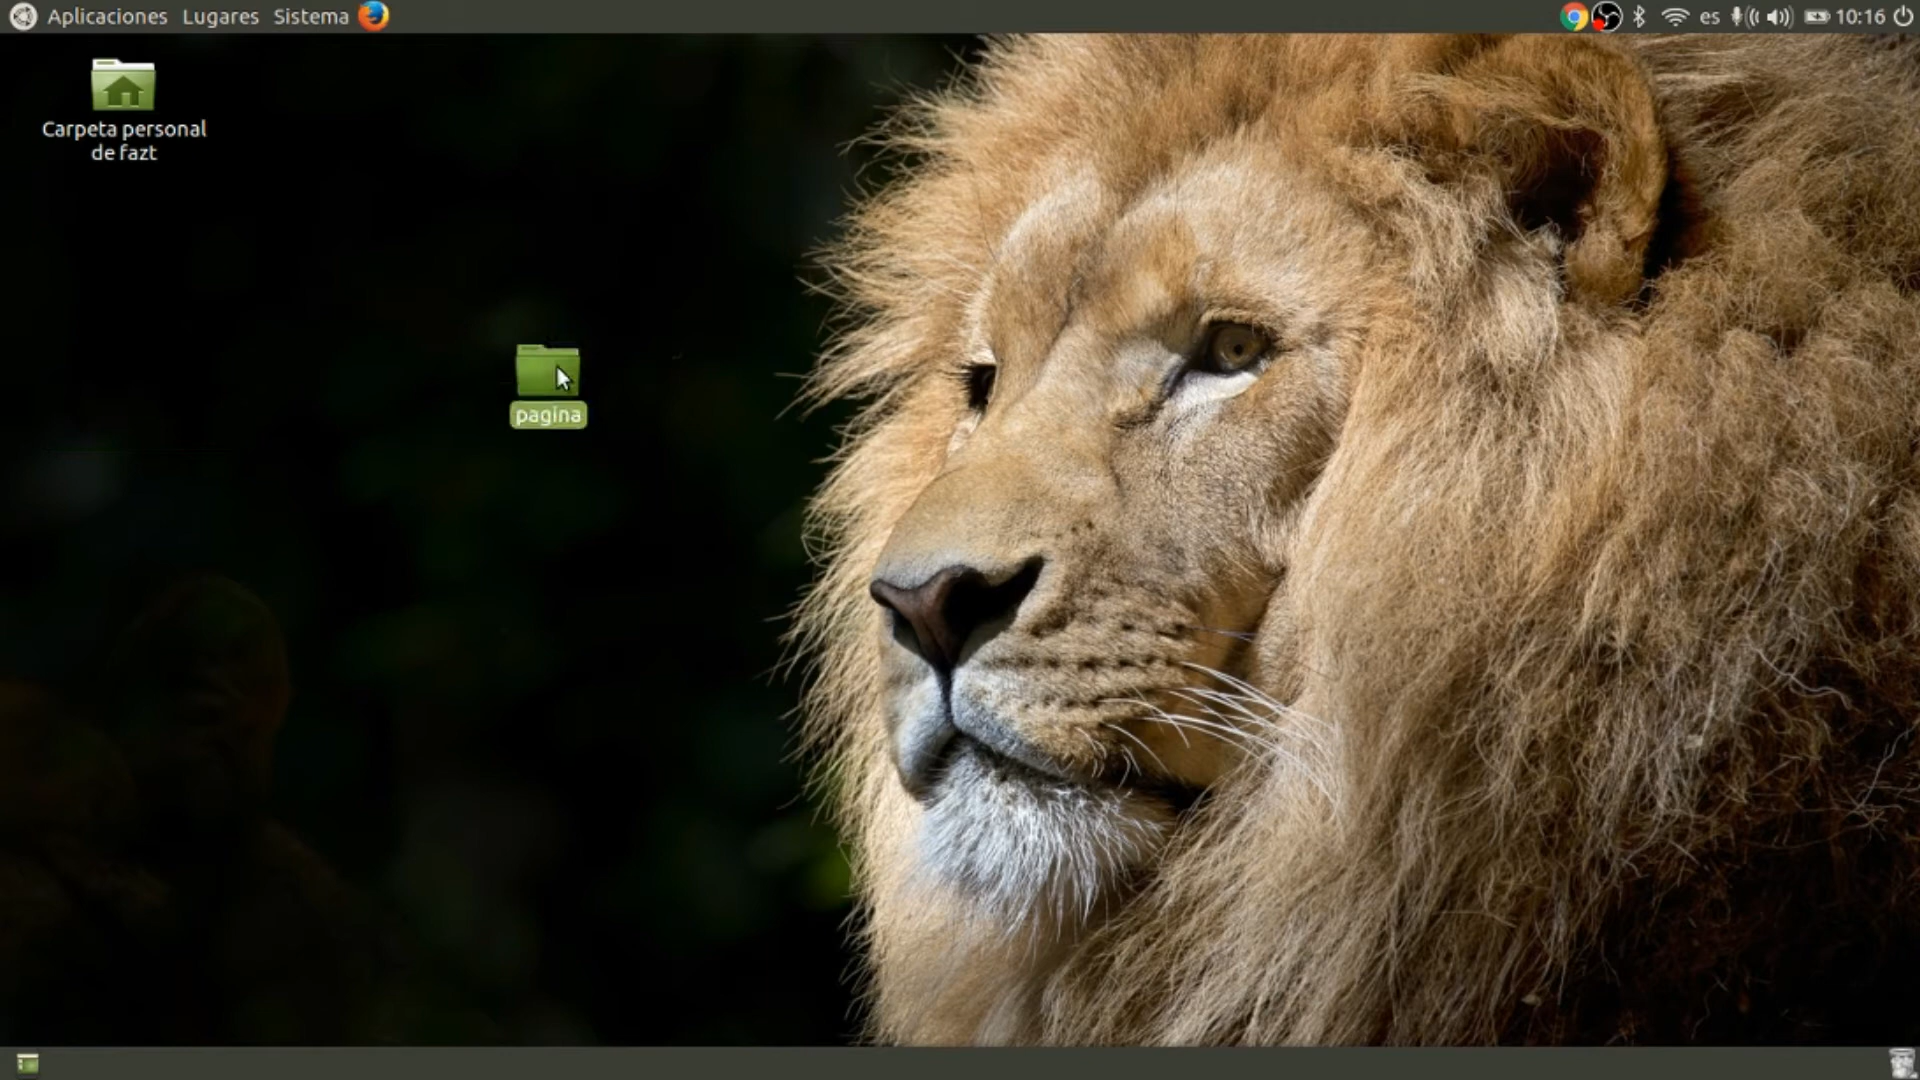 Aplicaciones Lugares Sistema es 10:16
Carpeta personal
de fazt
pagina